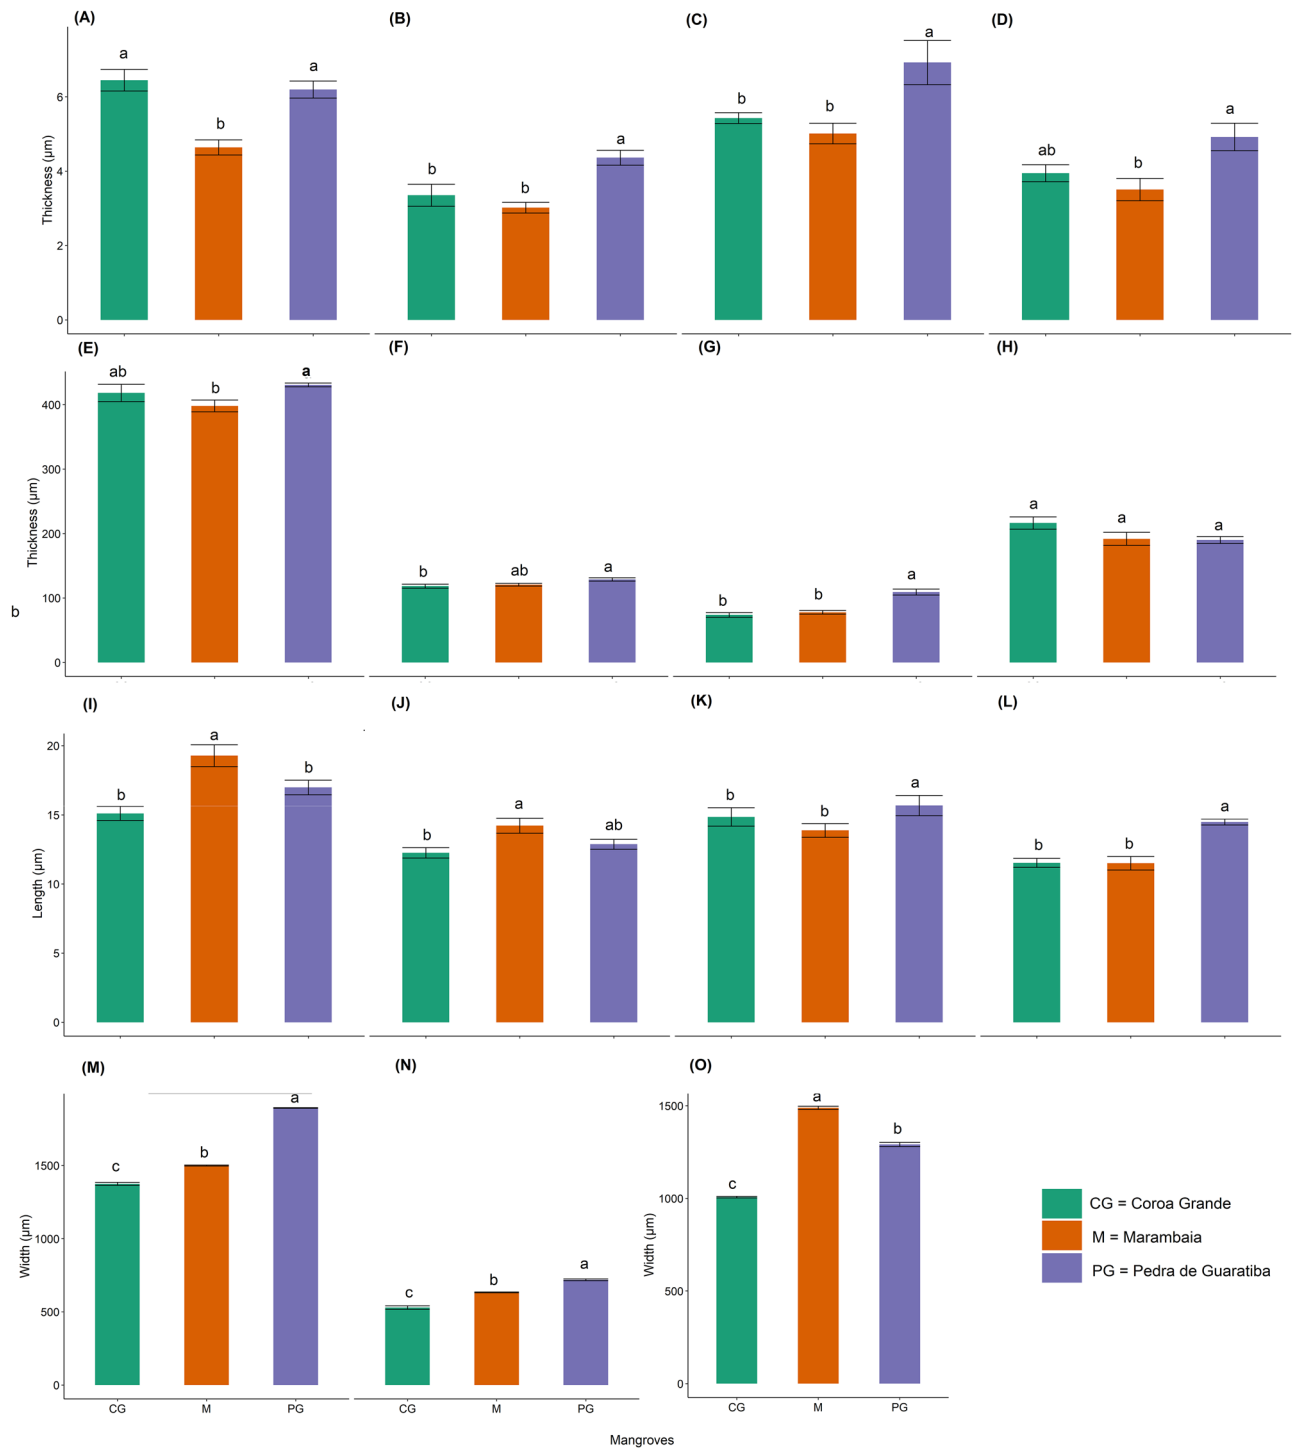 (A)
(B)
(C)
(D)
a
b
a
b
b
a
b
b
a
ab
b
a
6
4
2
0
Thickness (µm)
(E)
(F)
(G)
(H)
ab
b
a
b
ab
a
b
b
a
a
a
a
400
300
200
100
0
Thickness (µm)
b
(I)
(J)
(K)
(L)
b
a
b
b
a
ab
b
b
a
b
b
a
20
15
10
5
0
Length (µm)
(M)
(N)
(O)
c
b
a
c
b
a
c
a
b
1500
1000
500
0
Width (µm)
1500
1000
500
0
Width (µm)
CG
M
PG
CG
M
PG
CG
M
PG
Mangroves
CG = Coroa Grande
M = Marambaia
PG = Pedra de Guaratiba